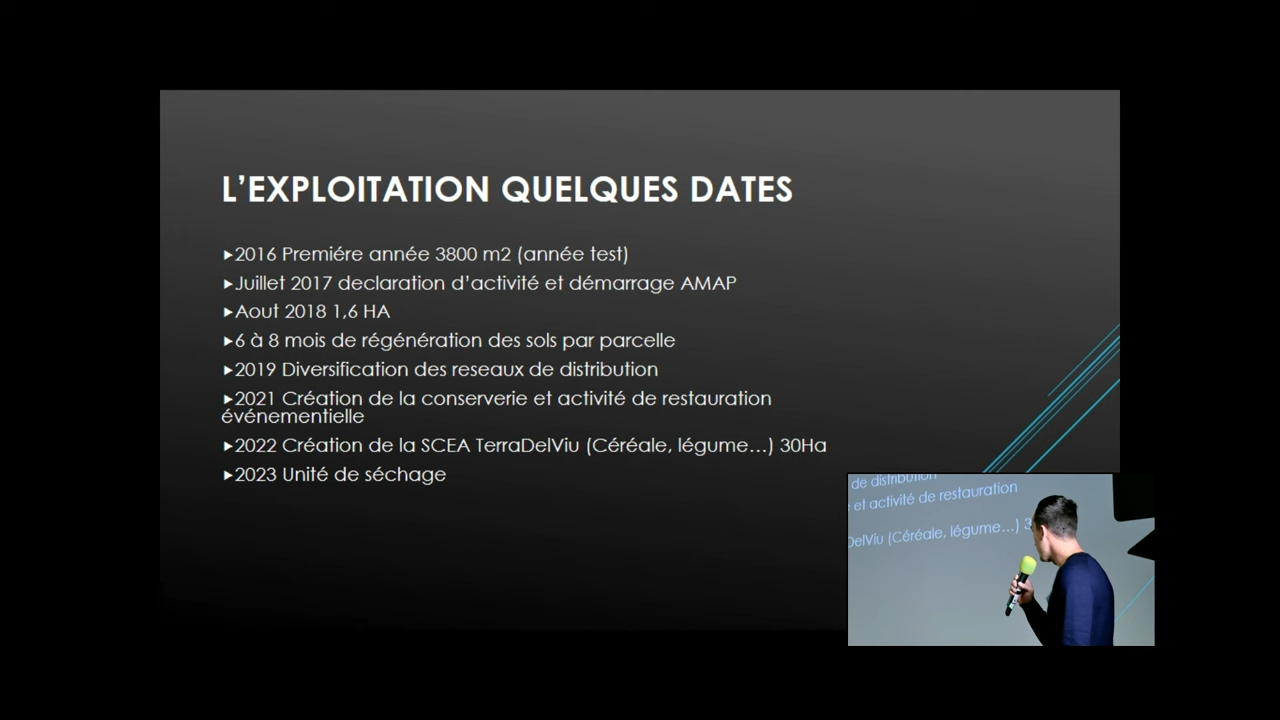 L'EXPLOITATION QUELQUES DATES
▸2016 Premiére année 3800 m2 (année test)
▸Juillet 2017 declaration d'activité et démarrage AMAP
▸Aout 2018 1,6 HA
▸6 à 8 mois de régénération des sols par parcelle
▸2019 Diversification des reseaux de distribution
▸2021 Création de la conserverie et activité de restauration
événementielle
▸2022 Création de la SCEA TerraDelViu (Céréale, légume...) 30Ha
▸2023 Unité de séchage
de distribution
et activité de restauration
DelViu (Céréale, légume...) 3